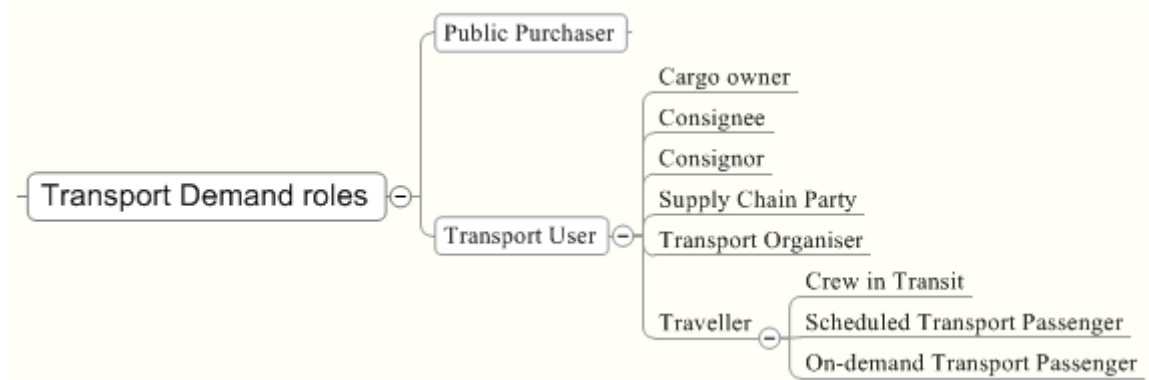 Public Purchaser
Cargo owner
Consignee
Consignor
Transport Demand roles
Supply Chain Party
Transport User
Transport Organiser
Crew in Transit
Traveller
Scheduled Transport Passenger
On-demand Transport Passenger